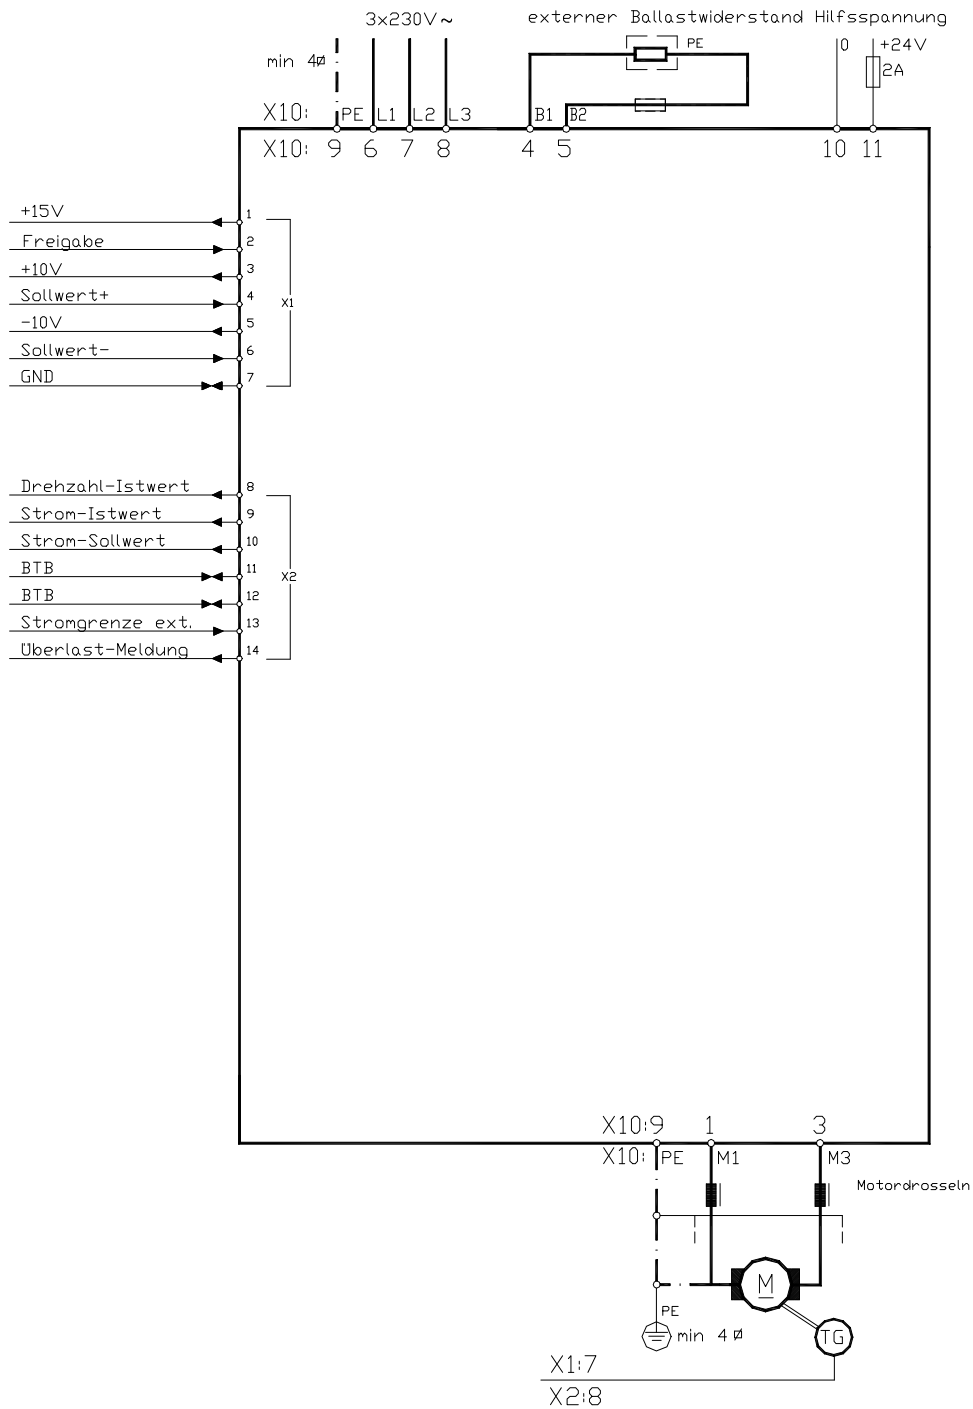 3x230V~
externer Ballastwiderstand Hilfsspannung
min 4⌀
PE
0
+24V
2A
X10: PE L1 L2 L3 B1 B2
X10: 9 6 7 8 4 5 10 11
+15V 1
Freigabe 2
+10V 3
Sollwert+ 4
X1
-10V 5
Sollwert- 6
GND 7
Drehzahl-Istwert 8
Strom-Istwert 9
Strom-Sollwert 10
BTB 11
X2
BTB 12
Stromgrenze ext. 13
Überlast-Meldung 14
X10:9 1 3
X10: PE M1 M3
Motordrosseln
M
PE
min 4 ⌀
TG
X1:7
X2:8